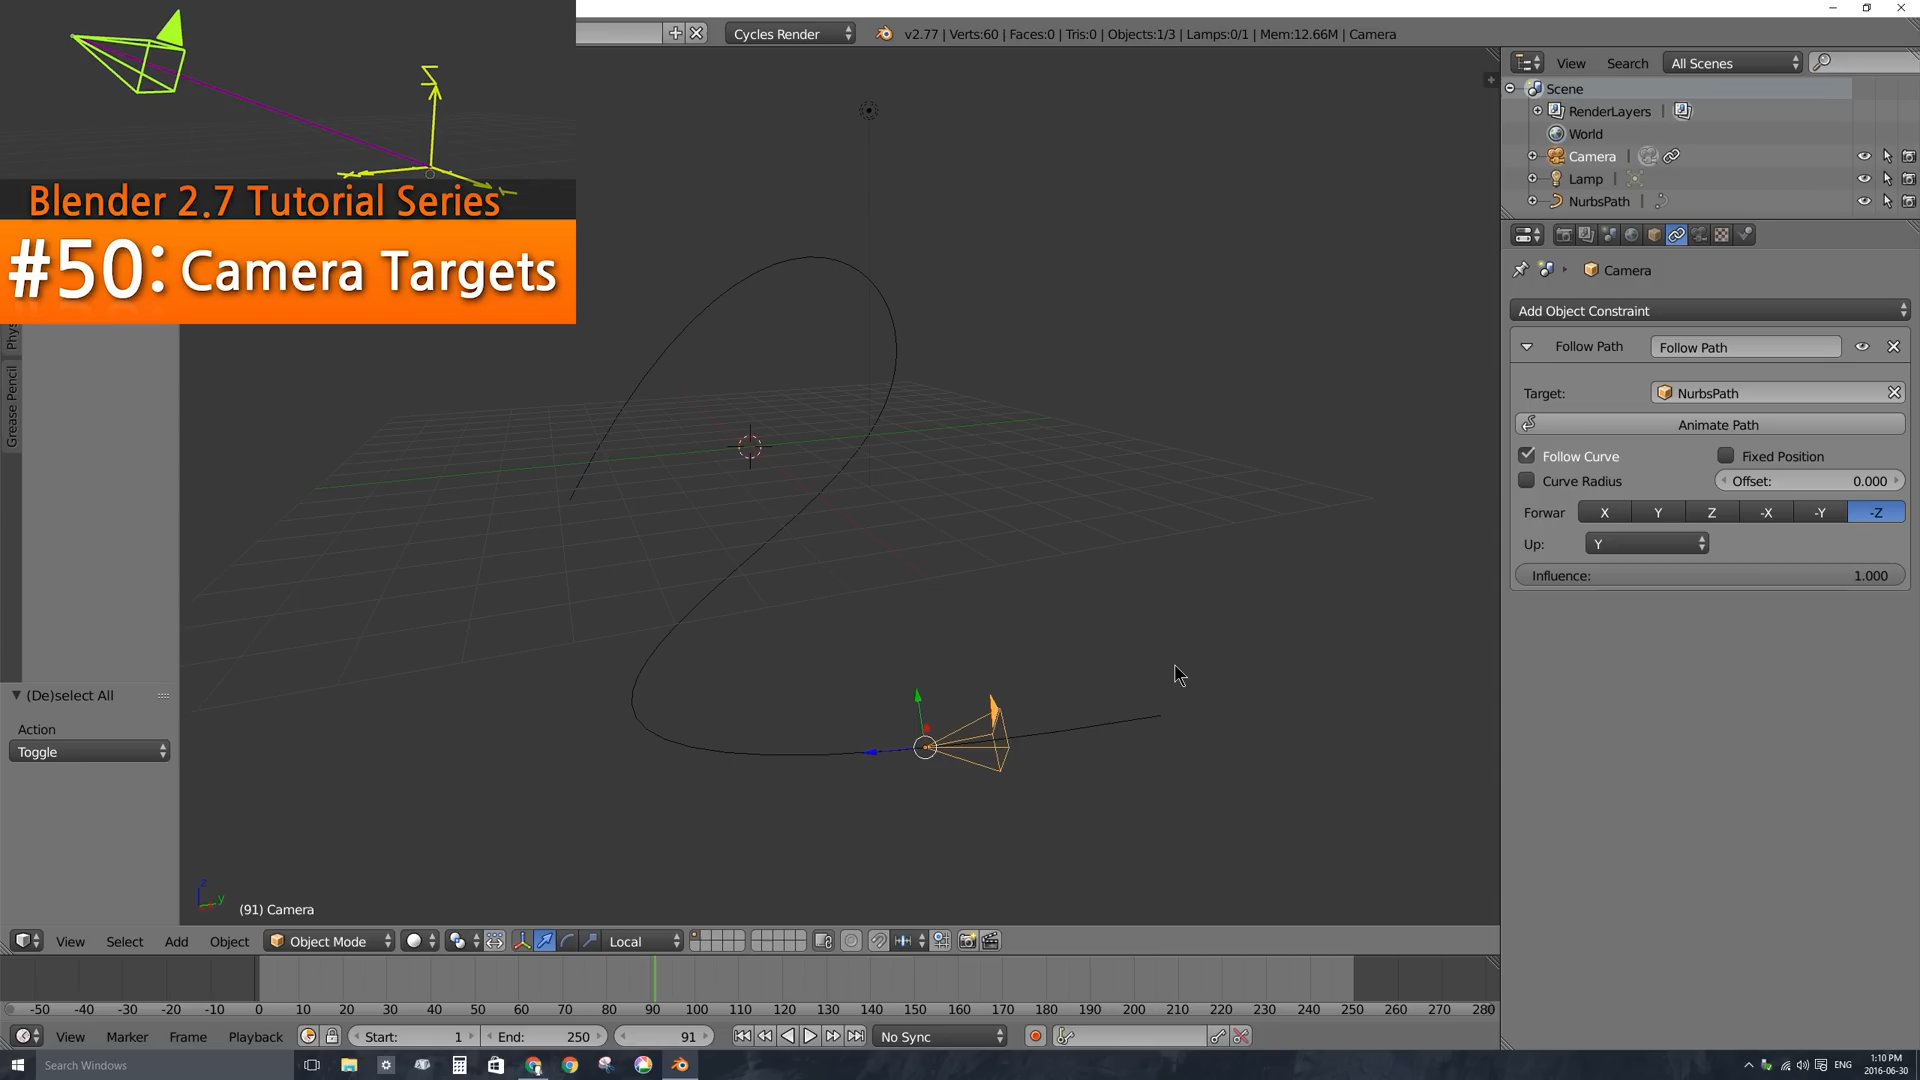 Blender 2.7 Tutorial Series
#50: Camera Targets
Cycles Render
v2.77 | Verts:60 | Faces:0 | Tris:0 | Objects:1/3 | Lamps:0/1 | Mem:12.66M | Camera
View Search All Scenes
Scene
RenderLayers |
World
Camera |
Lamp |
NurbsPath |
Camera
Add Object Constraint
Follow Path Follow Path
Target: NurbsPath
Animate Path
Follow Curve Fixed Position
Curve Radius Offset: 0.000
Forwar X Y Z -X -Y -Z
Up: Y
Influence: 1.000
Grease Pencil
(De)select All
Action
Toggle
z
y
(91) Camera
View Select Add Object Object Mode Local
-50 -40 -30 -20 -10 0 10 20 30 40 50 60 70 80 90 100 110 120 130 140 150 160 170 180 190 200 210 220 230 240 250 260 270 280
View Marker Frame Playback Start: 1 End: 250 91 No Sync
Search Windows
ENG
1:10 PM
2016-06-30